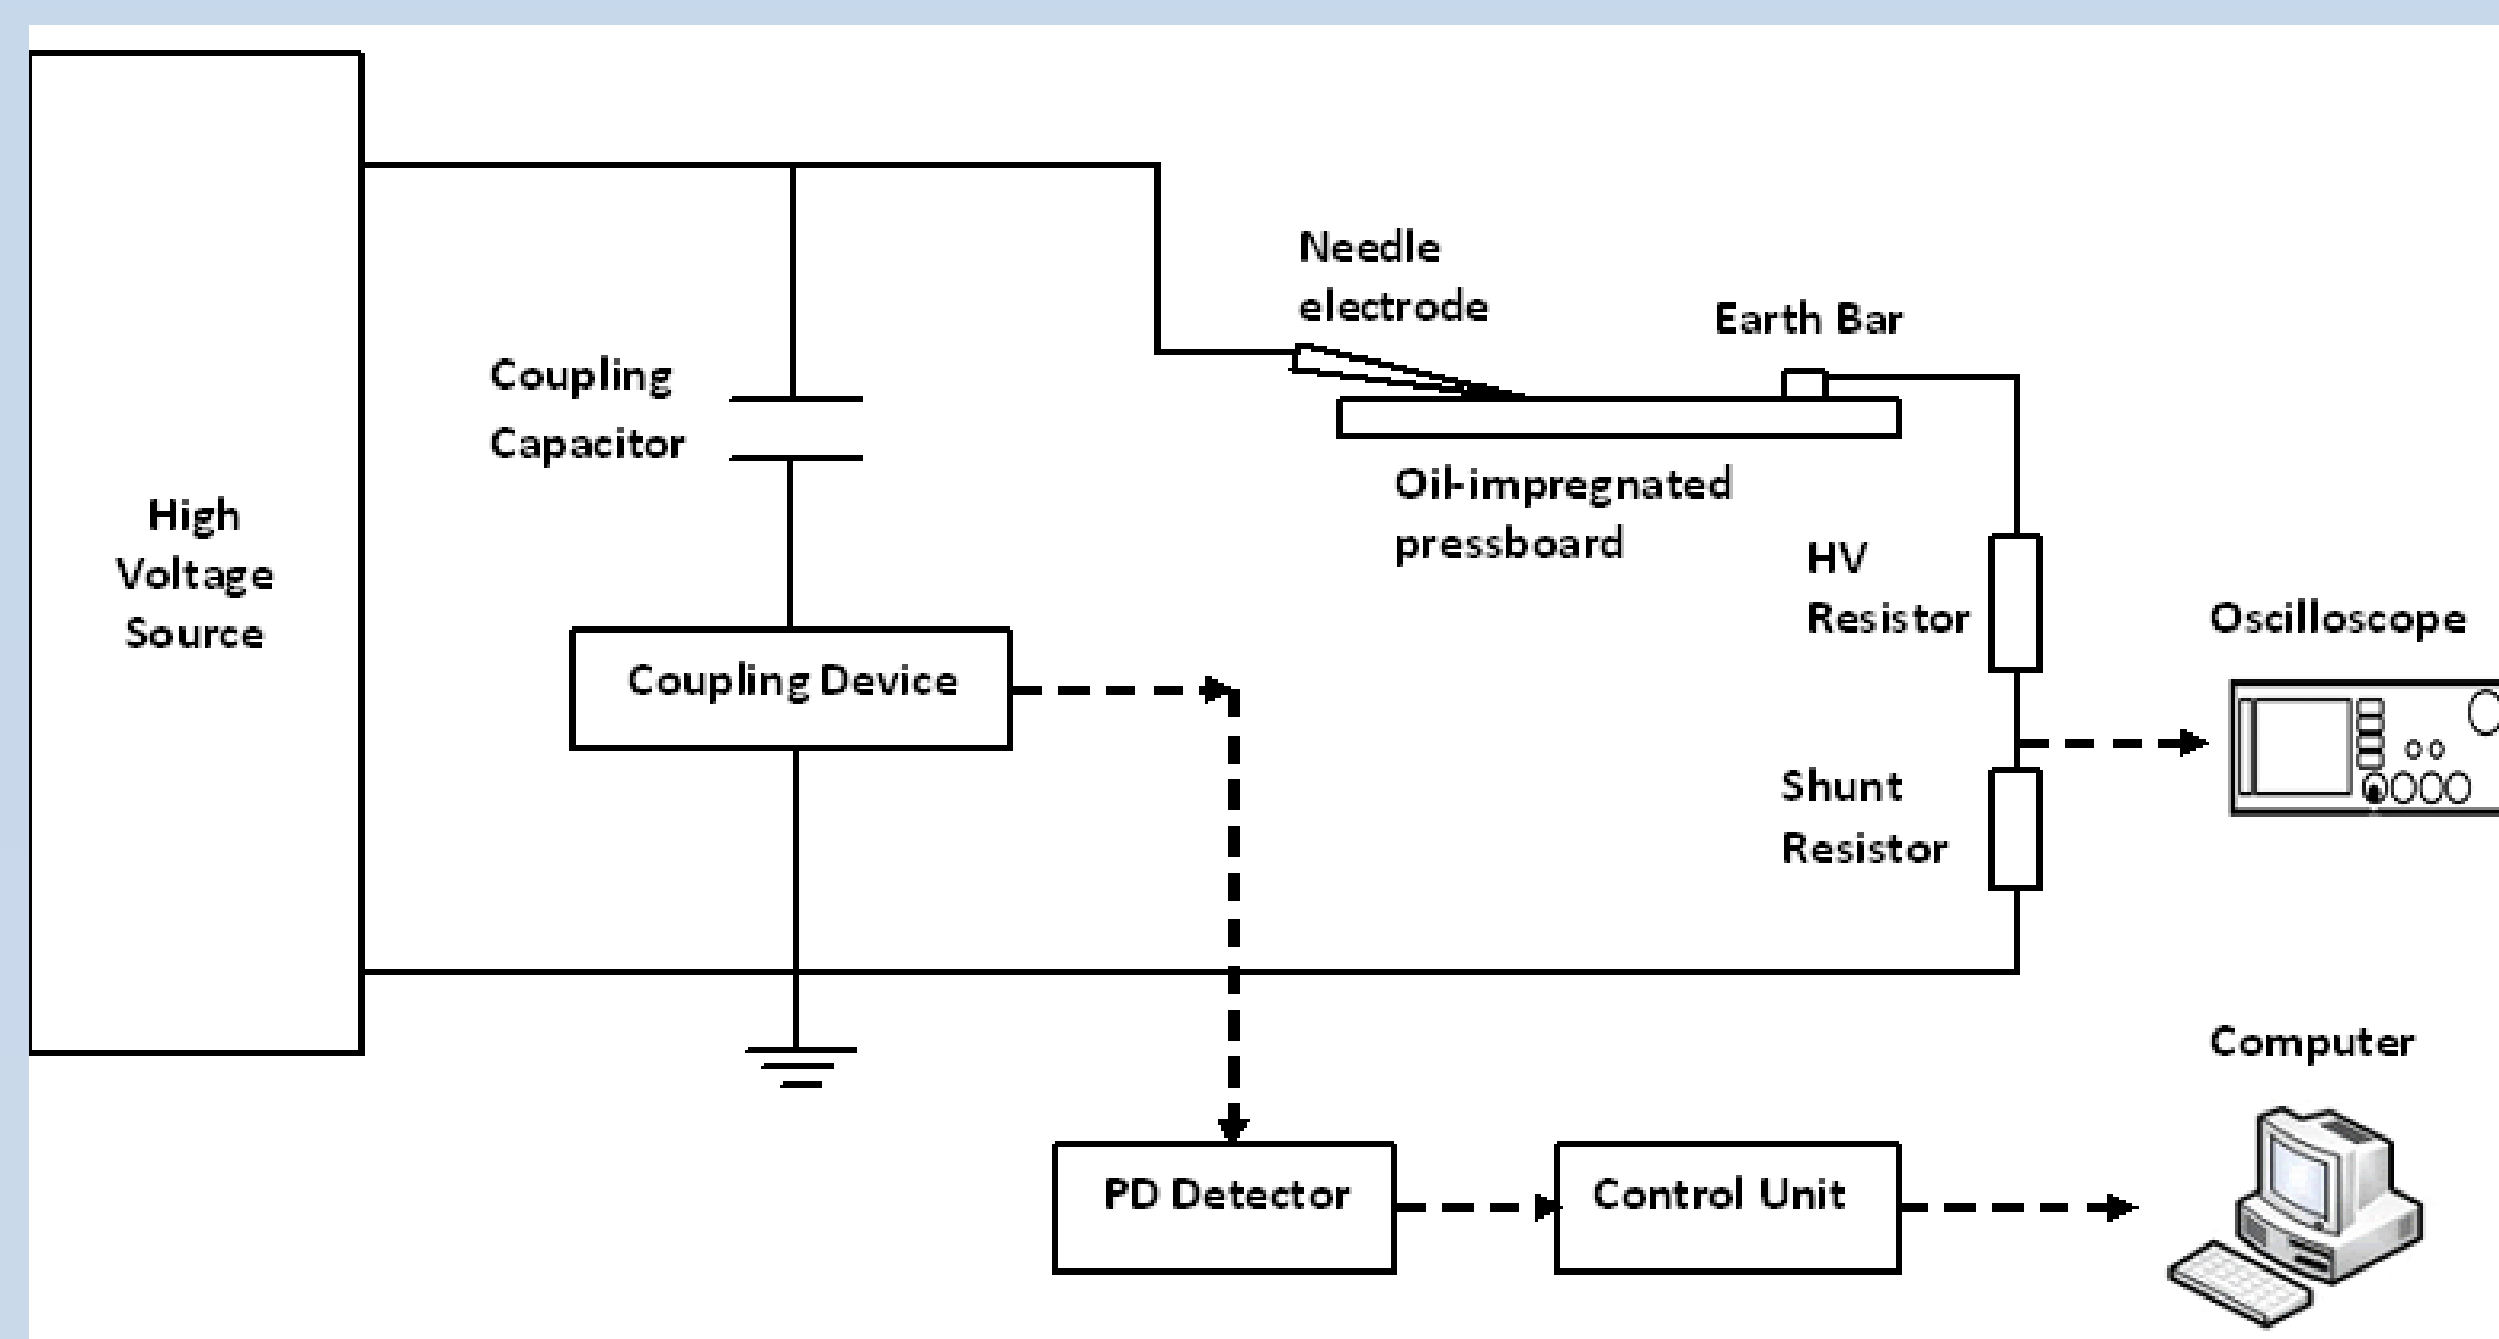 High
Voltage
Source
Coupling
Capacitor
Coupling Device
Needle
electrode
Earth Bar
Oil-impregnated
pressboard
HV
Resistor
Shunt
Resistor
Oscilloscope
PD Detector
Control Unit
Computer